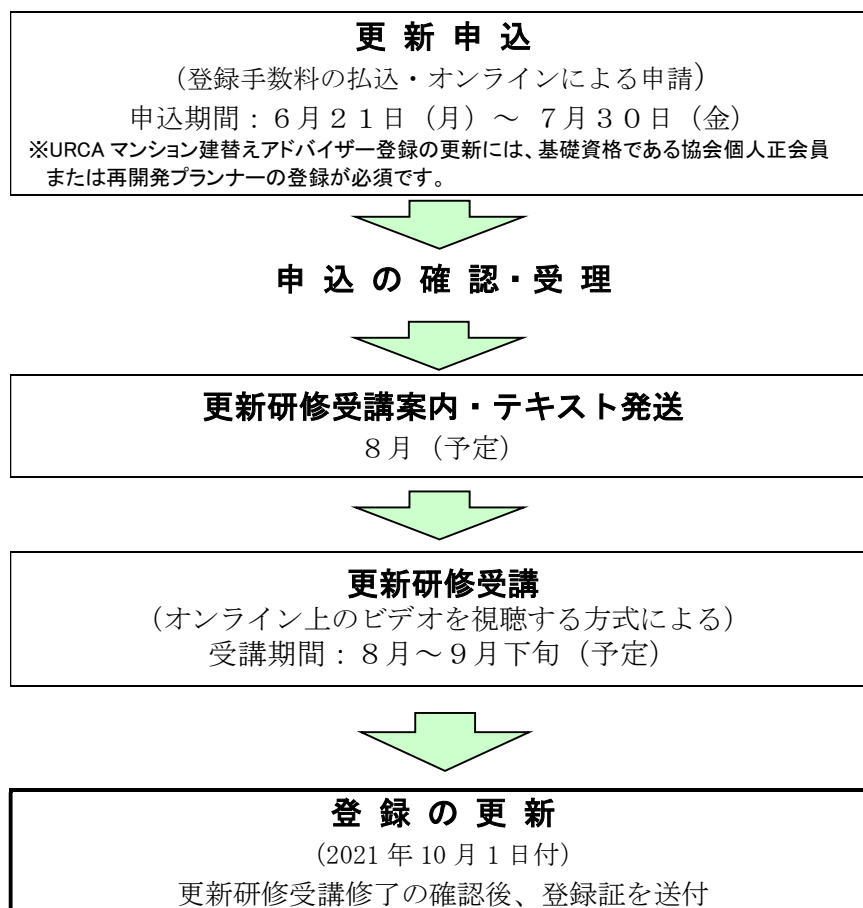 更 新 申 込
（登録手数料の払込・オンラインによる申請）
申込期間：６月２１日（月）～ ７月３０日（金）
※URCA マンション建替えアドバイザー登録の更新には、基礎資格である協会個人正会員
または再開発プランナーの登録が必須です。
申 込 の 確 認・受 理
更新研修受講案内・テキスト発送
８月（予定）
更新研修受講
（オンライン上のビデオを視聴する方式による）
受講期間：８月～９月下旬（予定）
登 録 の 更 新
（2021 年 10 月 1 日付）
更新研修受講修了の確認後、登録証を送付